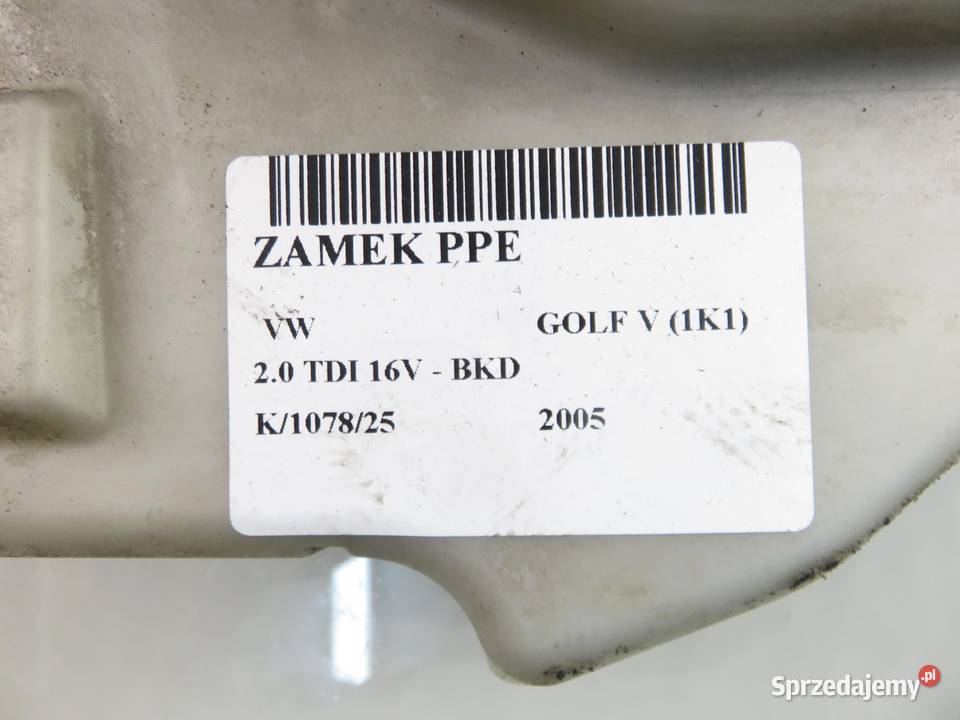 ZAMEK PPE
VW GOLF V (1K1)
2.0 TDI 16V - BKD
K/1078/25 2005
Sprzedajemy.pl